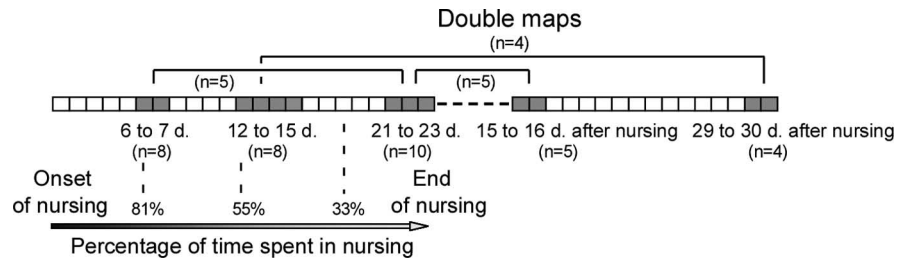 Double maps
(n=4)
(n=5)
(n=5)
6 to 7 d.
12 to 15 d.
21 to 23 d.
15 to 16 d. after nursing
29 to 30 d. after nursing
(n=8)
(n=8)
(n=10)
(n=5)
(n=4)
Onset
of nursing
81%
55%
33%
End
of nursing
Percentage of time spent in nursing